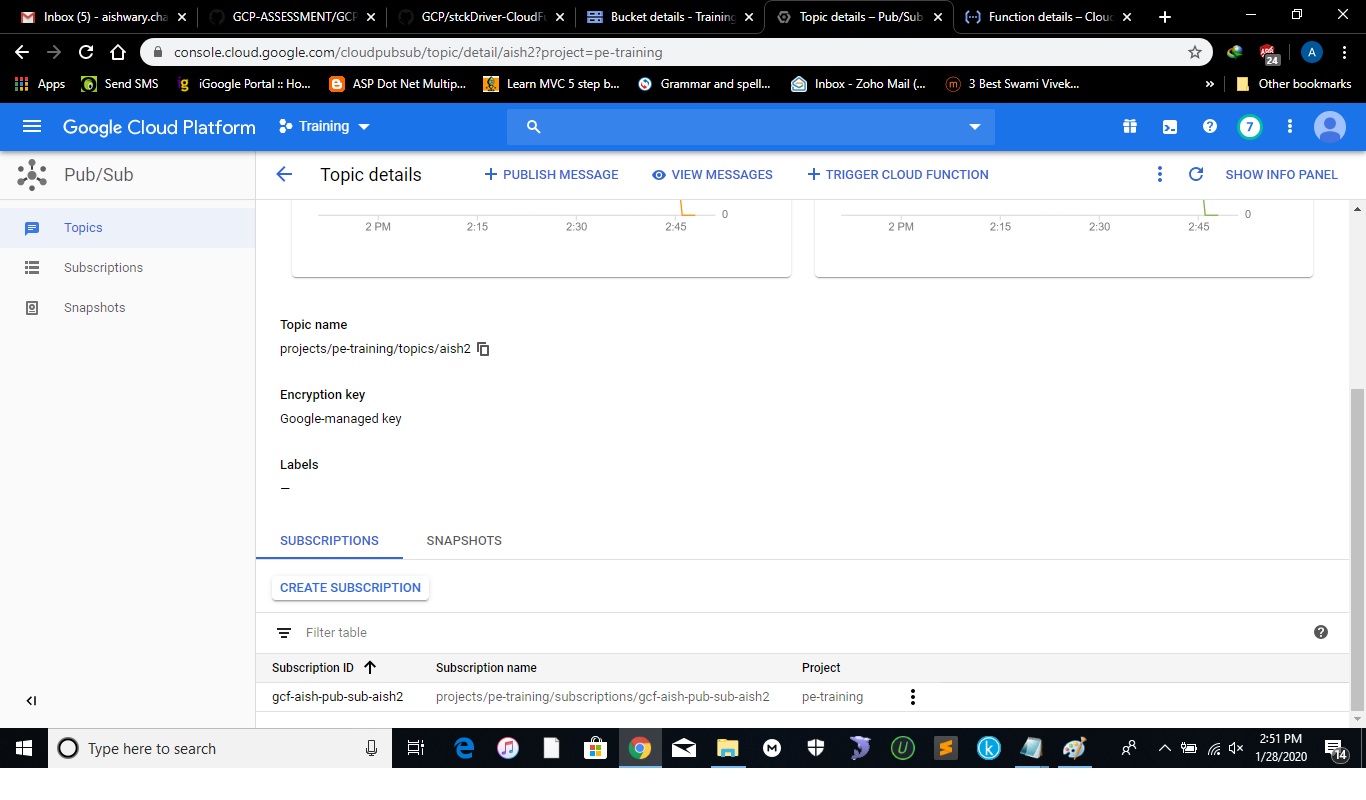 Inbox (5) - aishwary.cha
GCP-ASSESSMENT/GCP
GCP/stckDriver-CloudFu
Bucket details - Training
Topic details – Pub/Sub
Function details – Cloud
console.cloud.google.com/cloudpubsub/topic/detail/aish2?project=pe-training
24
A
Apps
Send SMS
iGoogle Portal :: Ho...
ASP Dot Net Multip...
Learn MVC 5 step b...
Grammar and spell...
Inbox - Zoho Mail (...
3 Best Swami Vivek...
»
Other bookmarks
Google Cloud Platform
Training
7
Pub/Sub
Topic details
PUBLISH MESSAGE
VIEW MESSAGES
TRIGGER CLOUD FUNCTION
SHOW INFO PANEL
Topics
Subscriptions
Snapshots
0
2 PM 2:15 2:30 2:45
0
2 PM 2:15 2:30 2:45
Topic name
projects/pe-training/topics/aish2
Encryption key
Google-managed key
Labels
—
SUBSCRIPTIONS SNAPSHOTS
CREATE SUBSCRIPTION
Filter table
Subscription ID Subscription name Project
gcf-aish-pub-sub-aish2 projects/pe-training/subscriptions/gcf-aish-pub-sub-aish2 pe-training
Type here to search
2:51 PM
1/28/2020
14